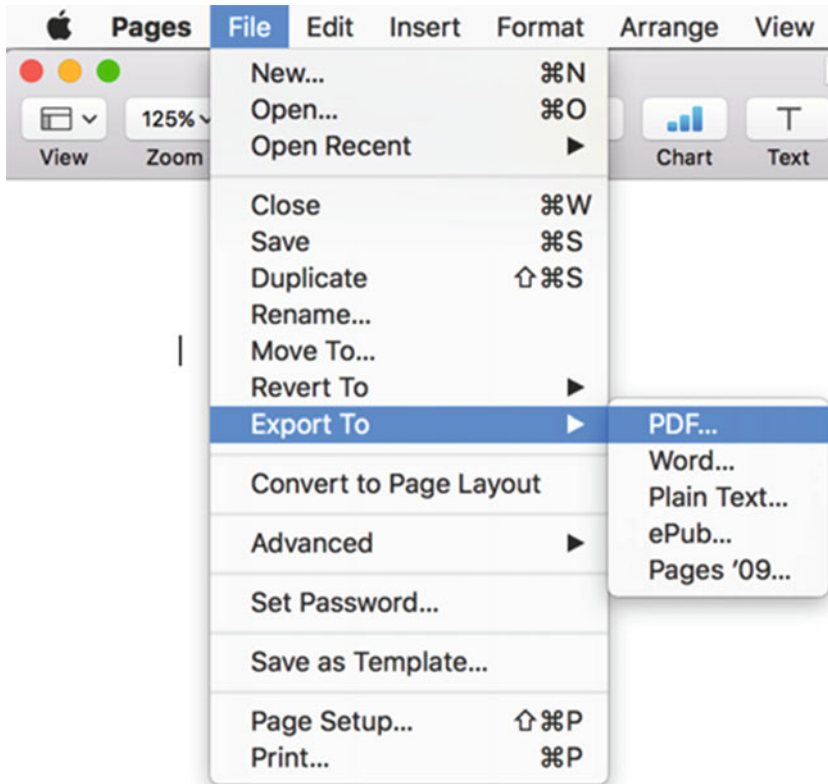 Pages File Edit Insert Format Arrange View
125%
View Zoom Chart Text
New... ⌘N
Open... ⌘O
Open Recent ▶
Close ⌘W
Save ⌘S
Duplicate ⇧⌘S
Rename...
Move To...
Revert To ▶
Export To ▶
PDF...
Word...
Plain Text...
ePub...
Pages ’09...
Convert to Page Layout
Advanced ▶
Set Password...
Save as Template...
Page Setup... ⇧⌘P
Print... ⌘P